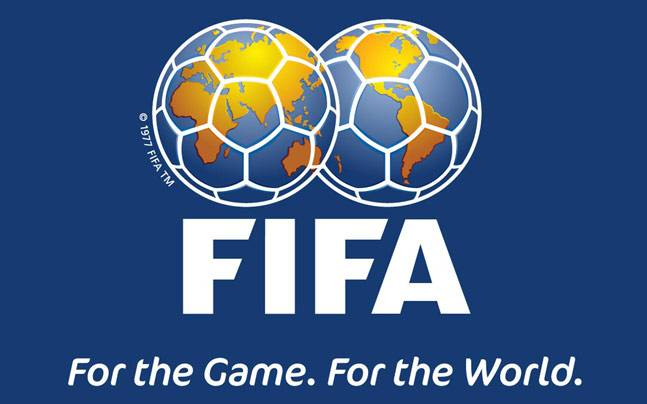 © 1977 FIFA TM
FIFA
For the Game. For the World.